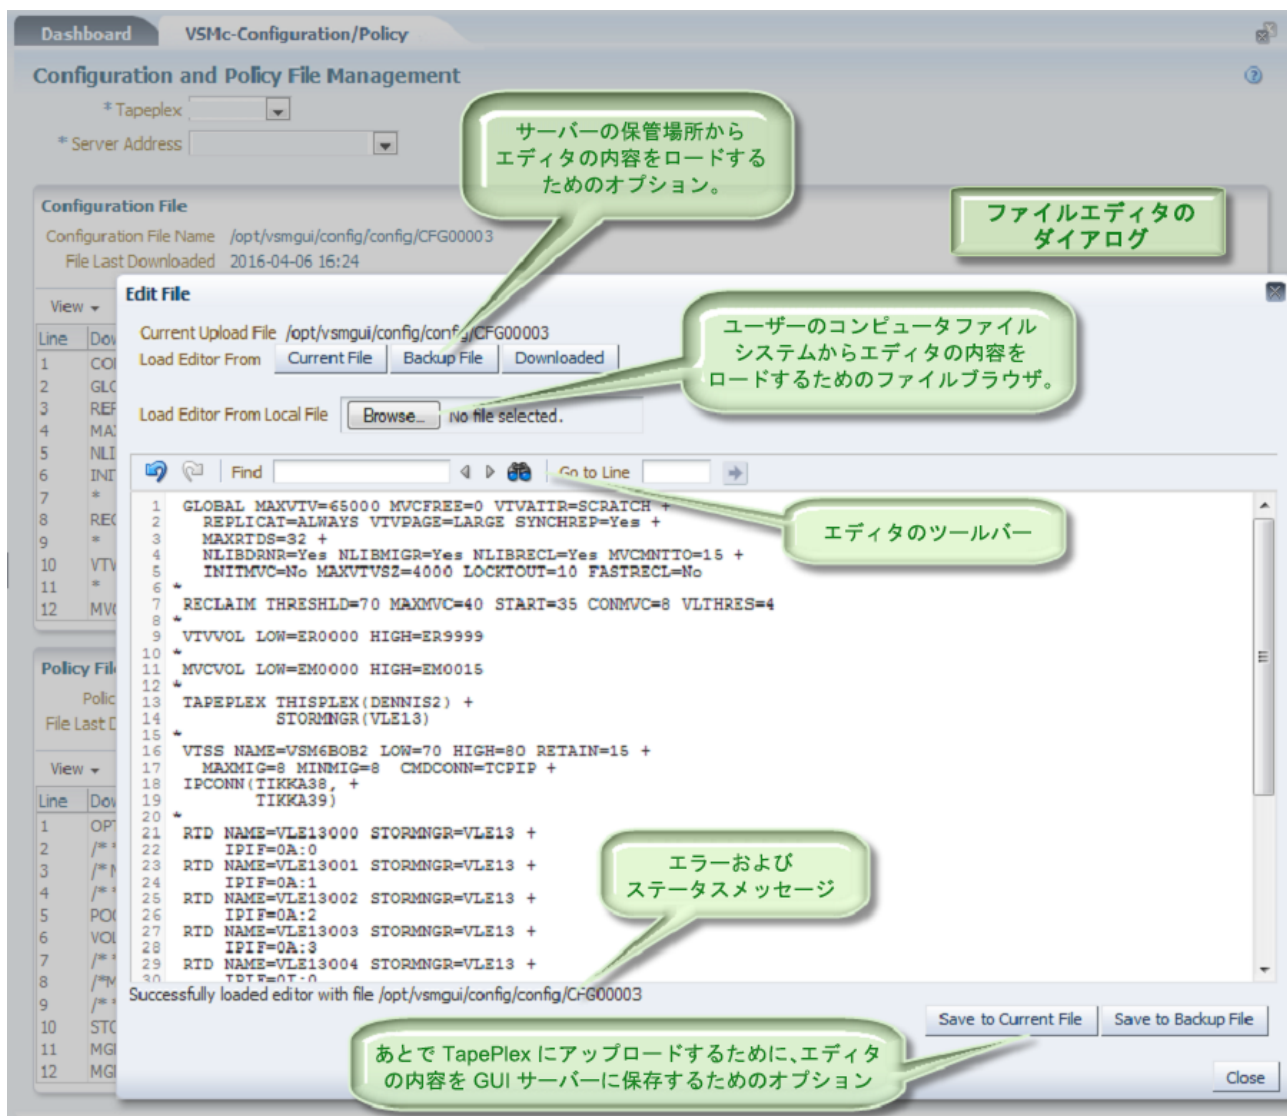 Dashboard
VSMc-Configuration/Policy
Configuration and Policy File Management
* Tapeplex
* Server Address
サーバーの保管場所から
エディタの内容をロードする
ためのオプション。
ファイルエディタの
ダイアログ
Configuration File
Configuration File Name /opt/vsmgui/config/config/CFG00003
File Last Downloaded 2016-04-06 16:24
View
Line
1
2 GLO
3 REP
4 MAX
5 NLI
6 INI
7 *
8 REC
9 *
10 VTV
11 *
12 MVC
Edit File
Current Upload File /opt/vsmgui/config/config/CFG00003
Load Editor From Current File Backup File Downloaded
Load Editor From Local File Browse... No file selected.
ユーザーのコンピュータファイル
システムからエディタの内容を
ロードするためのファイルブラウザ。
Find
Go to Line
エディタのツールバー
1 GLOBAL MAXVTV=65000 MVCFREE=0 VTVATTR=SCRATCH +
2 REPLICAT=ALWAYS VTVPAGE=LARGE SYNCHREP=Yes +
3 MAXRTDS=32 +
4 NLIBDRNR=Yes NLIBMIGR=Yes NLIBRECL=Yes MVCMNTTO=15 +
5 INITMVC=No MAXVTVSZ=4000 LOCKTOUT=10 FASTRECL=No
6 *
7 RECLAIM THRESHLD=70 MAXMVC=40 START=35 CONMVC=8 VLTHRES=4
8 *
9 VTVVOL LOW=ER0000 HIGH=ER9999
10 *
11 MVCVOL LOW=EM0000 HIGH=EM0015
12 *
13 TAPEPLEX THISPLEX(DENNIS2) +
14 STORMNGR(VLE13)
15 *
16 VTSS NAME=VSM6BOB2 LOW=70 HIGH=80 RETAIN=15 +
17 MAXMIG=8 MINMIG=8 CMDCONN=TCPIP +
18 IPCONN(TIKKA38, +
19 TIKKA39)
20 *
21 RTD NAME=VLE13000 STORMNGR=VLE13 +
22 IPIF=0A:0
23 RTD NAME=VLE13001 STORMNGR=VLE13 +
24 IPIF=0A:1
25 RTD NAME=VLE13002 STORMNGR=VLE13 +
26 IPIF=0A:2
27 RTD NAME=VLE13003 STORMNGR=VLE13 +
28 IPIF=0A:3
29 RTD NAME=VLE13004 STORMNGR=VLE13 +
30 IPIF=0I:0
エラーおよび
ステータスメッセージ
Policy
Polic
File Last D
View
Line
1 OPT
2 /* *
3
4 /* *
5 POO
6 VOL
7 /* *
8 /*M
9 /* *
10 STO
11 MGI
12 MGI
Successfully loaded editor with file /opt/vsmgui/config/config/CFG00003
Save to Current File Save to Backup File
あとで TapePlex にアップロードするために、エディタ
の内容を GUI サーバーに保存するためのオプション
Close